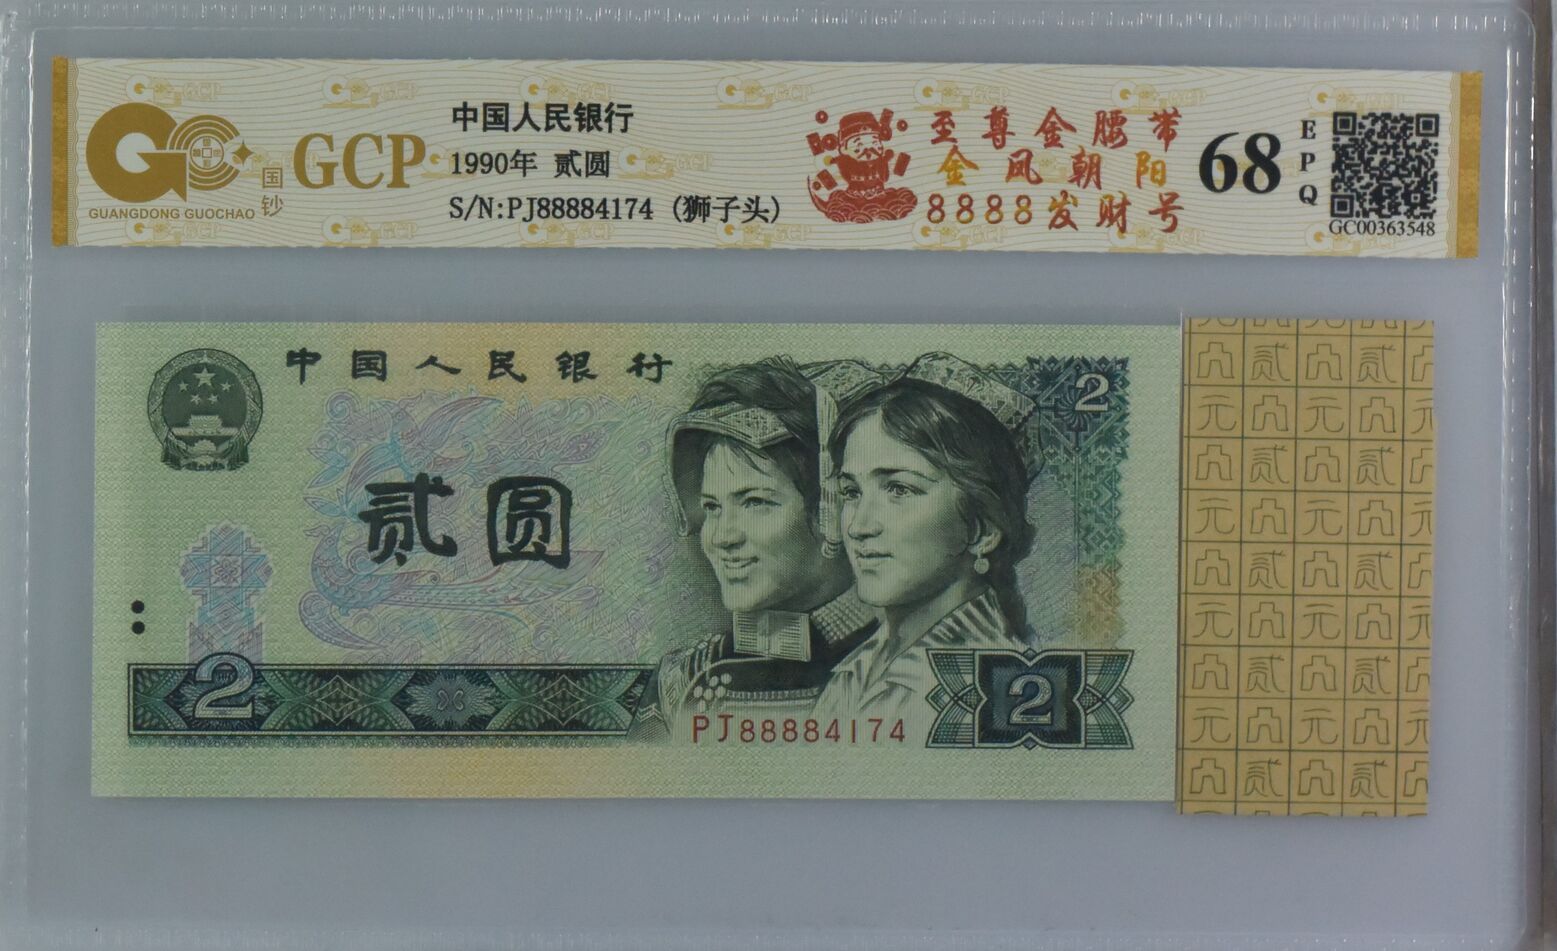 GUANGDONG GUOCHAO
国钞
GCP
中国人民银行
1990年 贰圆
S/N:PJ88884174 (狮子头)
至尊金腰带
金凤朝阳
8888发财号
68
EPQ
GC00363548
中国人民银行
2
贰圆
2
PJ88884174
2